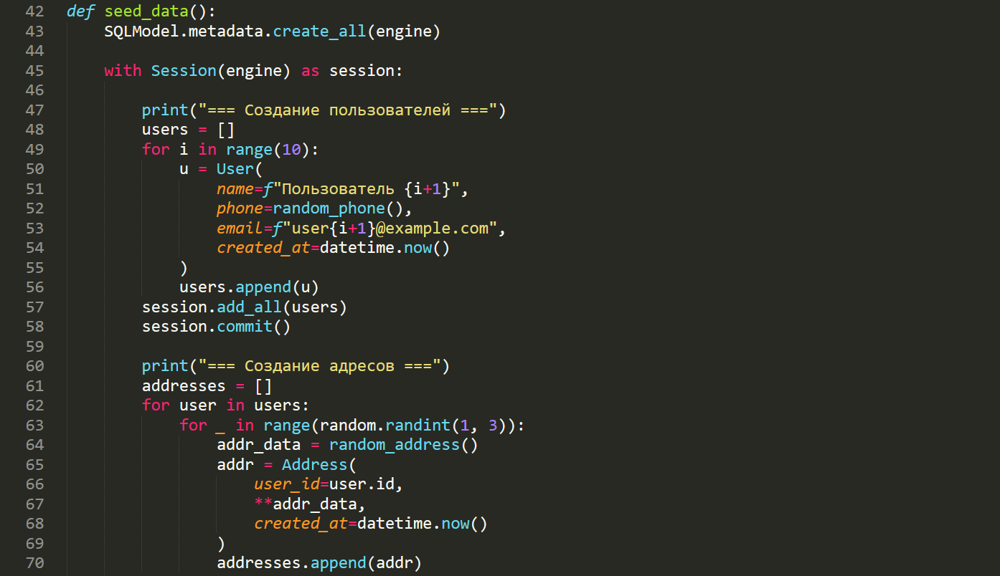 42 def seed_data():
43     SQLModel.metadata.create_all(engine)
44
45     with Session(engine) as session:
46
47         print("=== Создание пользователей ===")
48         users = []
49         for i in range(10):
50             u = User(
51                 name=f"Пользователь {i+1}",
52                 phone=random_phone(),
53                 email=f"user{i+1}@example.com",
54                 created_at=datetime.now()
55             )
56             users.append(u)
57         session.add_all(users)
58         session.commit()
59
60         print("=== Создание адресов ===")
61         addresses = []
62         for user in users:
63             for _ in range(random.randint(1, 3)):
64                 addr_data = random_address()
65                 addr = Address(
66                     user_id=user.id,
67                     **addr_data,
68                     created_at=datetime.now()
69                 )
70                 addresses.append(addr)